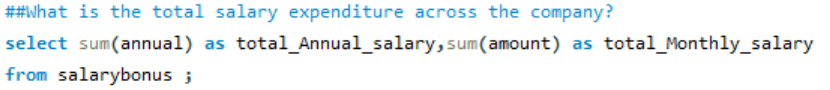 ##What is the total salary expenditure across the company?
select sum(annual) as total_Annual_salary,sum(amount) as total_Monthly_salary
from salarybonus ;